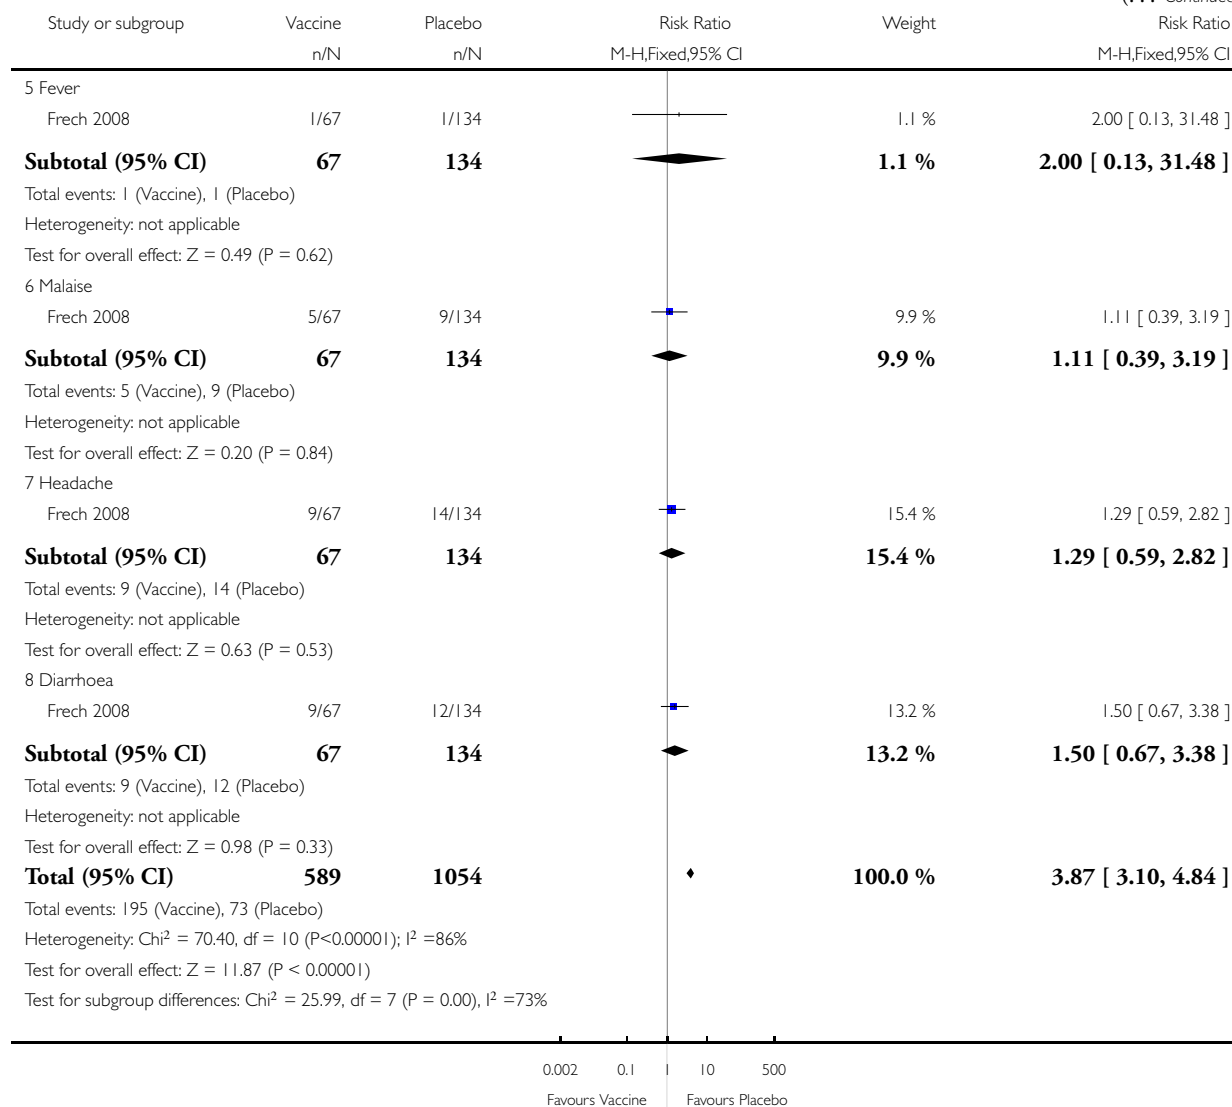 Study or subgroup Vaccine Placebo Risk Ratio Weight Risk Ratio
n/N n/N M-H,Fixed,95% CI M-H,Fixed,95% CI
5 Fever
Frech 2008 1/67 1/134 1.1 % 2.00 [ 0.13, 31.48 ]
Subtotal (95% CI) 67 134 1.1 % 2.00 [ 0.13, 31.48 ]
Total events: 1 (Vaccine), 1 (Placebo)
Heterogeneity: not applicable
Test for overall effect: Z = 0.49 (P = 0.62)
6 Malaise
Frech 2008 5/67 9/134 9.9 % 1.11 [ 0.39, 3.19 ]
Subtotal (95% CI) 67 134 9.9 % 1.11 [ 0.39, 3.19 ]
Total events: 5 (Vaccine), 9 (Placebo)
Heterogeneity: not applicable
Test for overall effect: Z = 0.20 (P = 0.84)
7 Headache
Frech 2008 9/67 14/134 15.4 % 1.29 [ 0.59, 2.82 ]
Subtotal (95% CI) 67 134 15.4 % 1.29 [ 0.59, 2.82 ]
Total events: 9 (Vaccine), 14 (Placebo)
Heterogeneity: not applicable
Test for overall effect: Z = 0.63 (P = 0.53)
8 Diarrhoea
Frech 2008 9/67 12/134 13.2 % 1.50 [ 0.67, 3.38 ]
Subtotal (95% CI) 67 134 13.2 % 1.50 [ 0.67, 3.38 ]
Total events: 9 (Vaccine), 12 (Placebo)
Heterogeneity: not applicable
Test for overall effect: Z = 0.98 (P = 0.33)
Total (95% CI) 589 1054 100.0 % 3.87 [ 3.10, 4.84 ]
Total events: 195 (Vaccine), 73 (Placebo)
Heterogeneity: Chi² = 70.40, df = 10 (P<0.00001); I² =86%
Test for overall effect: Z = 11.87 (P < 0.00001)
Test for subgroup differences: Chi² = 25.99, df = 7 (P = 0.00), I² =73%
0.002 0.1 1 10 500
Favours Vaccine Favours Placebo